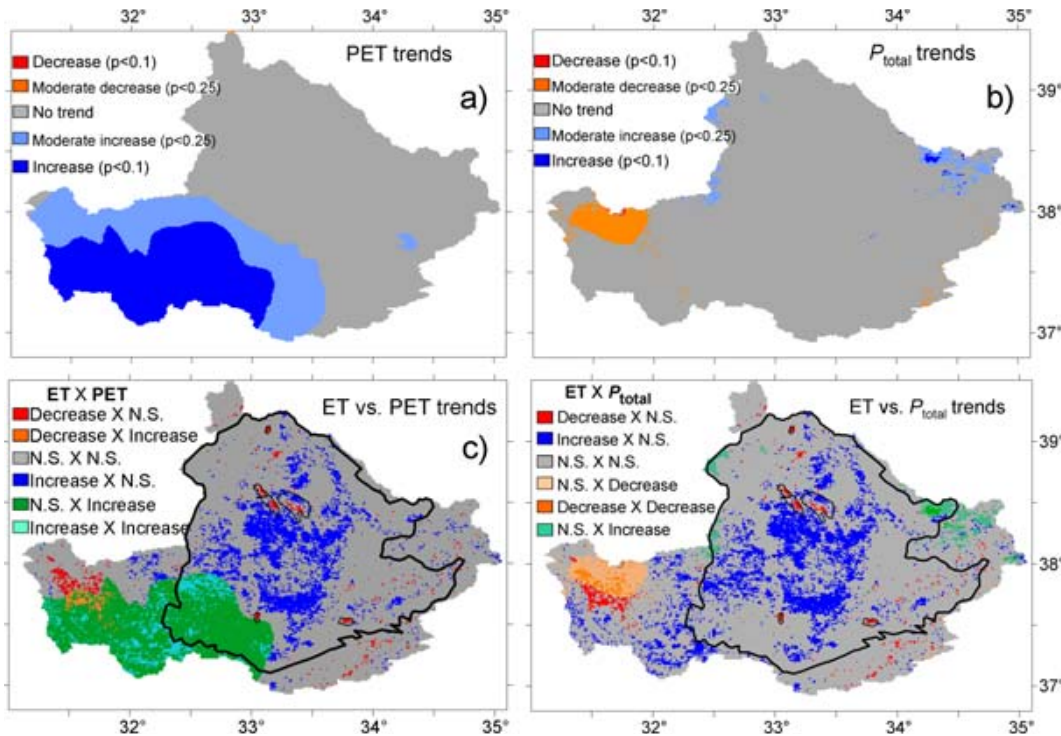 32° 33° 34° 35° 32° 33° 34° 35°
PET trends
Decrease (p<0.1)
Moderate decrease (p<0.25)
No trend
Moderate increase (p<0.25)
Increase (p<0.1)
a)
P total trends
Decrease (p<0.1)
Moderate decrease (p<0.25)
No trend
Moderate increase (p<0.25)
Increase (p<0.1)
b)
39°
38°
37°
ET X PET
Decrease X N.S.
Decrease X Increase
N.S. X N.S.
Increase X N.S.
N.S. X Increase
Increase X Increase
ET vs. PET trends
c)
ET X P total
Decrease X N.S.
Increase X N.S.
N.S. X N.S.
N.S. X Decrease
Decrease X Decrease
N.S. X Increase
ET vs. P total trends
39°
38°
37°
32° 33° 34° 35° 32° 33° 34° 35°